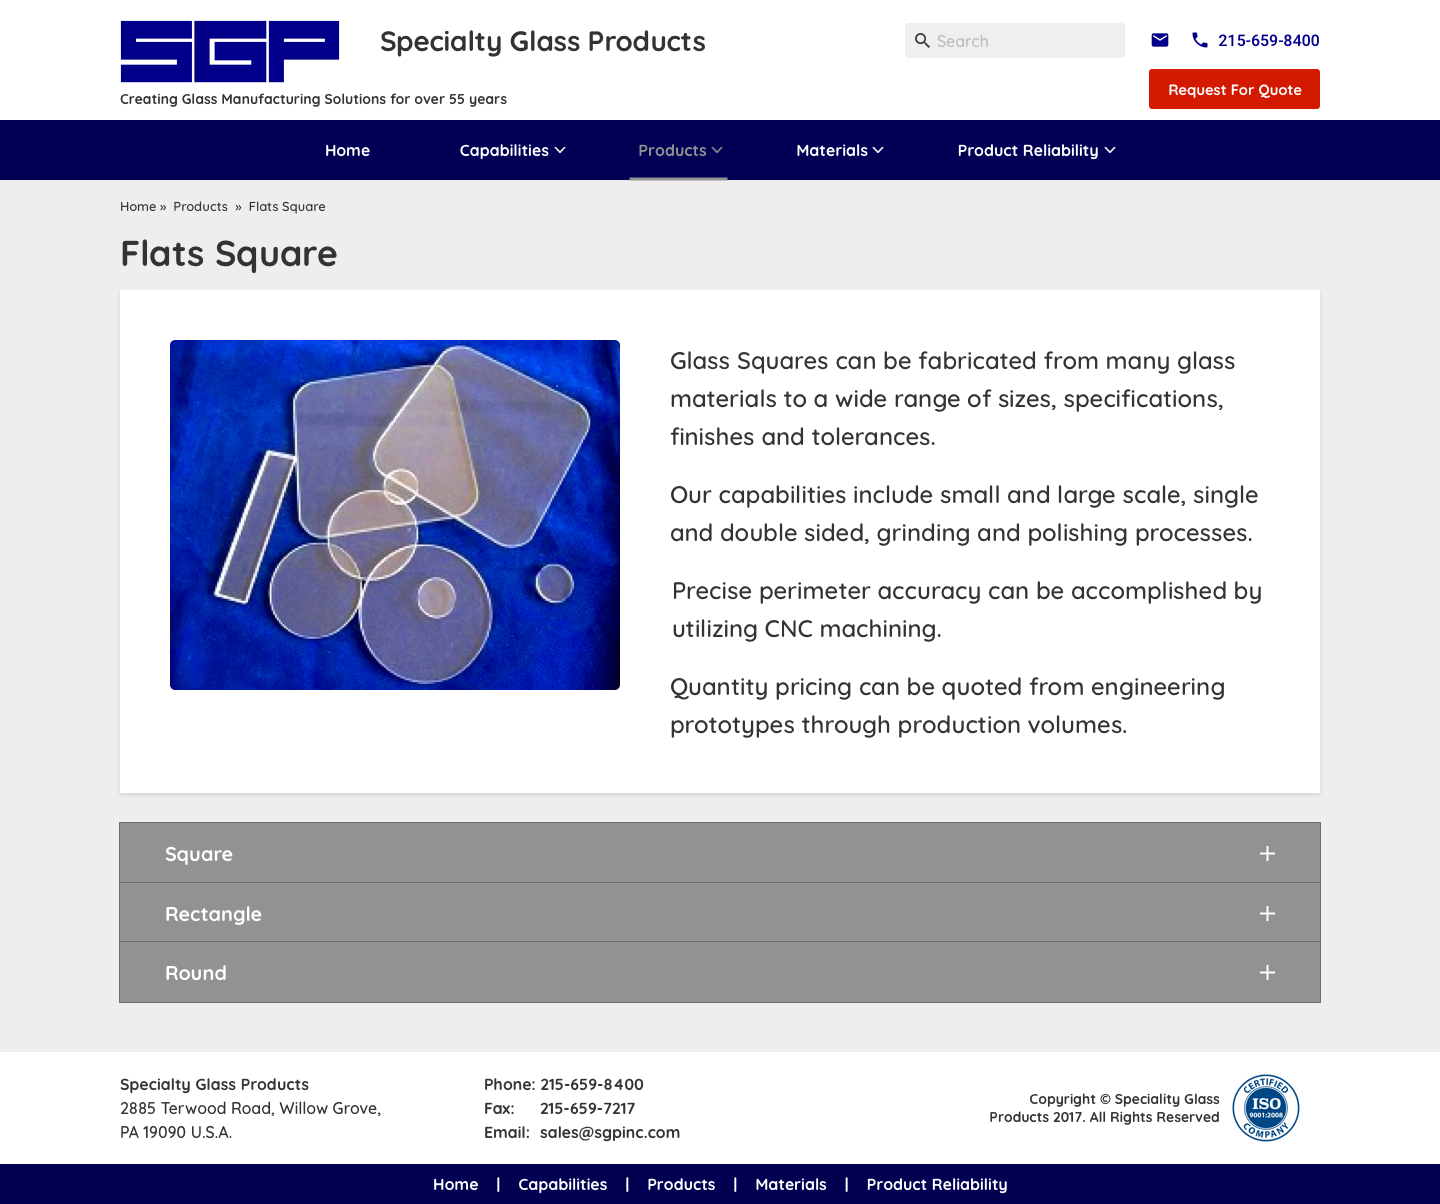 SGP
Specialty Glass Products
Search
215-659-8400
Creating Glass Manufacturing Solutions for over 55 years
Request For Quote
Home
Capabilities
Products
Materials
Product Reliability
Home » Products » Flats Square
Flats Square
Glass Squares can be fabricated from many glass
materials to a wide range of sizes, specifications,
finishes and tolerances.
Our capabilities include small and large scale, single
and double sided, grinding and polishing processes.
Precise perimeter accuracy can be accomplished by
utilizing CNC machining.
Quantity pricing can be quoted from engineering
prototypes through production volumes.
Square
Rectangle
Round
Specialty Glass Products
2885 Terwood Road, Willow Grove,
PA 19090 U.S.A.
Phone: 215-659-8400
Fax: 215-659-7217
Email: sales@sgpinc.com
Copyright © Speciality Glass
Products 2017. All Rights Reserved
CERTIFIED
ISO
9001:2008
COMPANY
Home | Capabilities | Products | Materials | Product Reliability